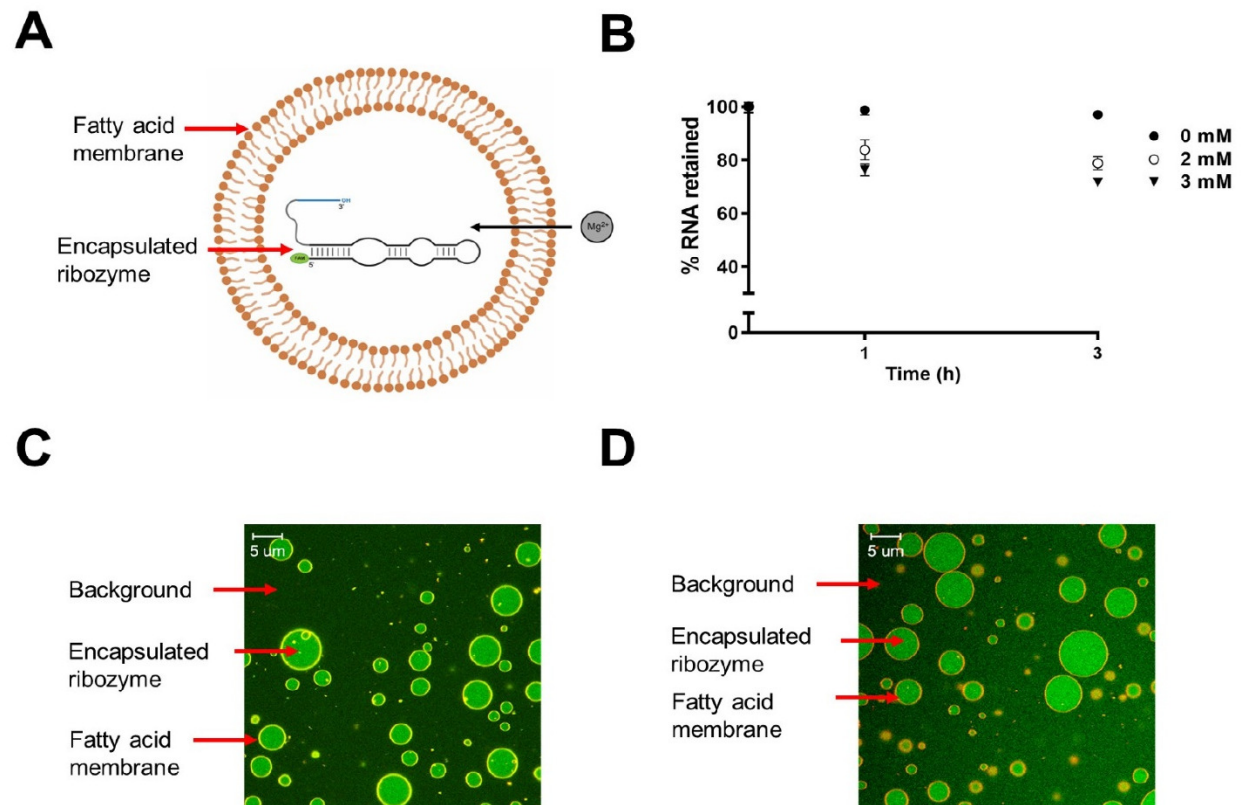 A
Fatty acid
membrane
OH
3'
Mg2+
Encapsulated
ribozyme
FAM
5'
B
% RNA retained
100
80
60
40
0
1
3
Time (h)
0 mM
2 mM
3 mM
C
5 um
Background
Encapsulated
ribozyme
Fatty acid
membrane
D
5 um
Background
Encapsulated
ribozyme
Fatty acid
membrane